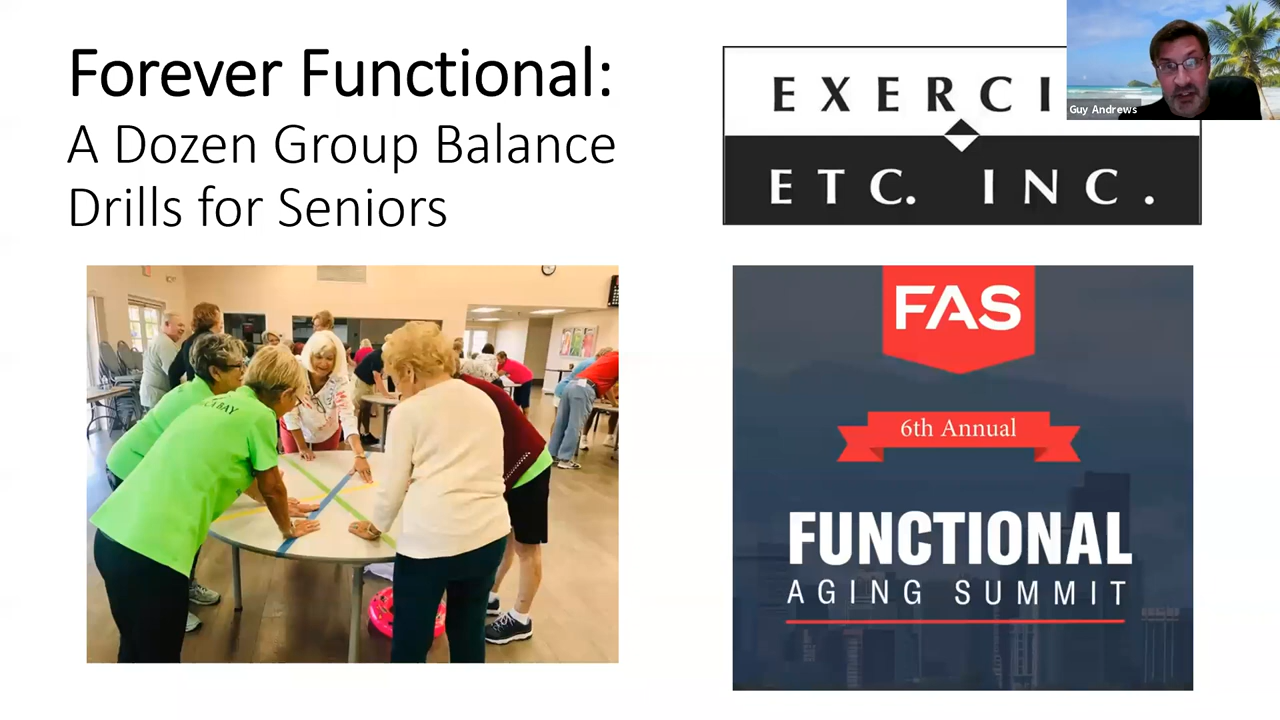 Forever Functional:
A Dozen Group Balance
Drills for Seniors
EXERCI
ETC. INC.
Guy Andrews
FAS
6th Annual
FUNCTIONAL
AGING SUMMIT